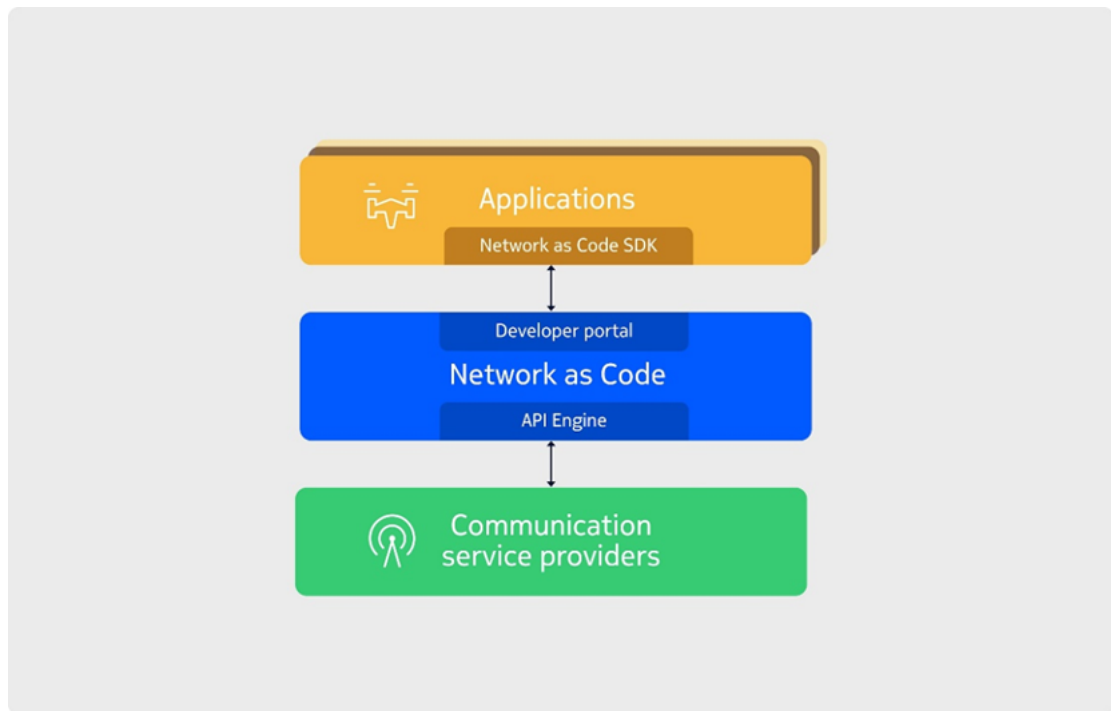 Applications
Network as Code SDK
Developer portal
Network as Code
API Engine
Communication
service providers